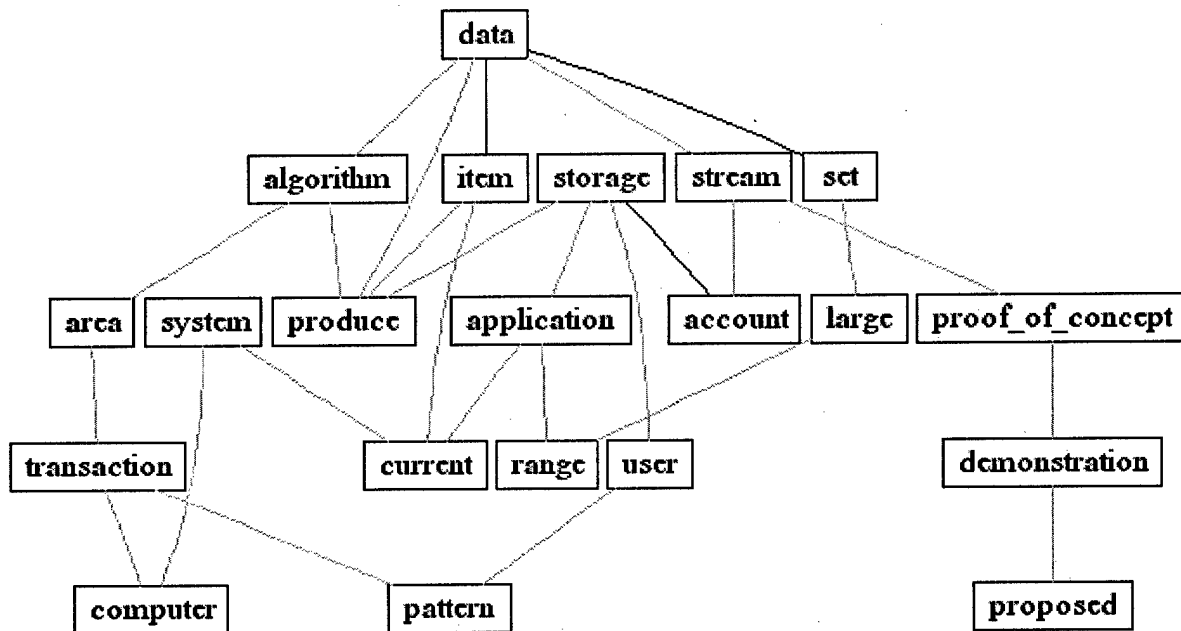 data
algorithm item storage stream set
area system produce application account large proof_of_concept
transaction current range user demonstration
computer pattern proposed